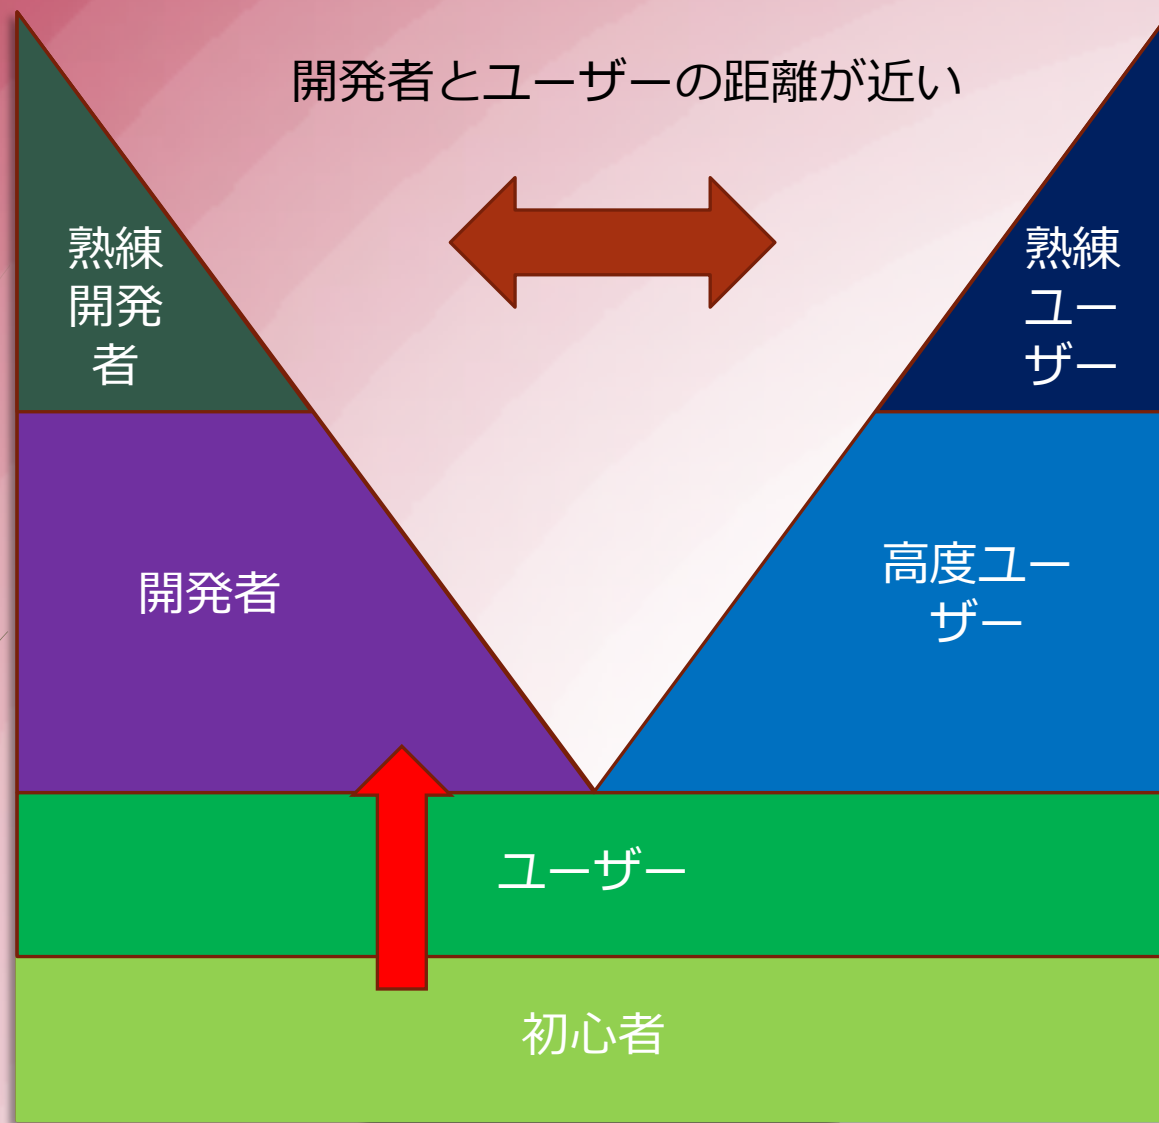 開発者とユーザーの距離が近い
熟練
開発
者
熟練
ユー
ザー
開発者
高度ユー
ザー
ユーザー
初心者